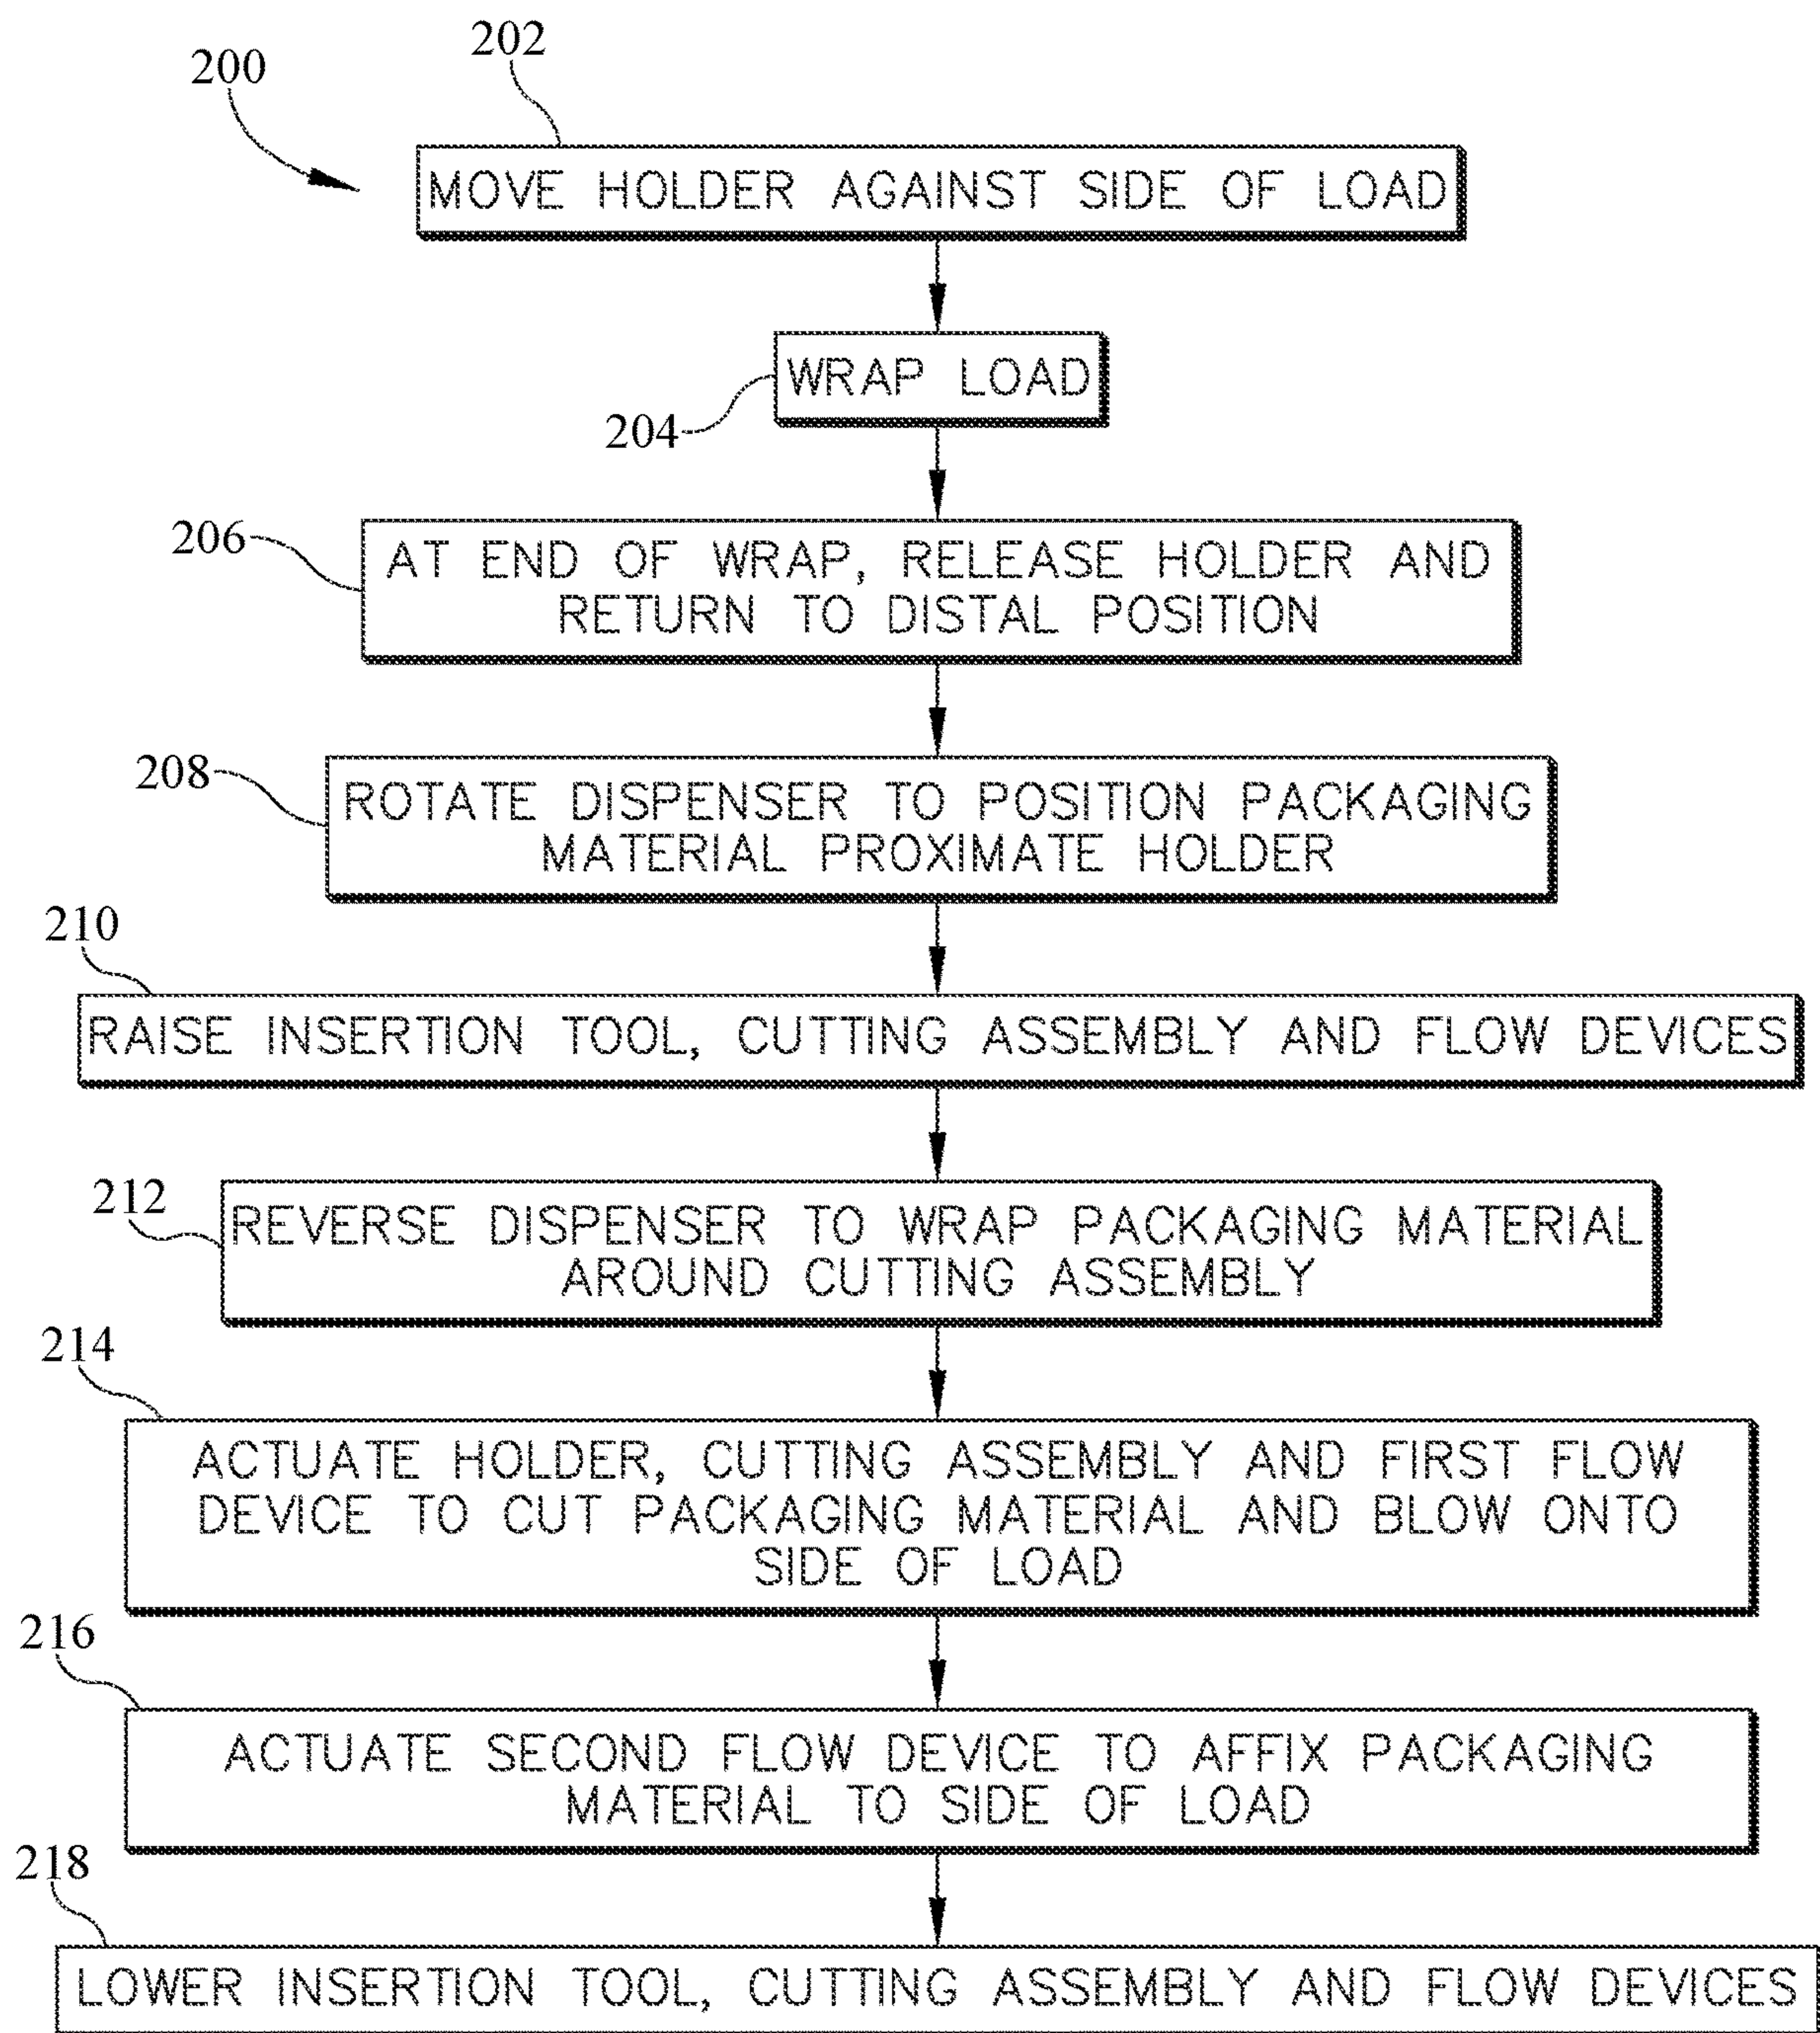 200
202
MOVE HOLDER AGAINST SIDE OF LOAD
WRAP LOAD
204
206
AT END OF WRAP, RELEASE HOLDER AND
RETURN TO DISTAL POSITION
208
ROTATE DISPENSER TO POSITION PACKAGING
MATERIAL PROXIMATE HOLDER
210
RAISE INSERTION TOOL, CUTTING ASSEMBLY AND FLOW DEVICES
212
REVERSE DISPENSER TO WRAP PACKAGING MATERIAL
AROUND CUTTING ASSEMBLY
214
ACTUATE HOLDER, CUTTING ASSEMBLY AND FIRST FLOW
DEVICE TO CUT PACKAGING MATERIAL AND BLOW ONTO
SIDE OF LOAD
216
ACTUATE SECOND FLOW DEVICE TO AFFIX PACKAGING
MATERIAL TO SIDE OF LOAD
218
LOWER INSERTION TOOL, CUTTING ASSEMBLY AND FLOW DEVICES